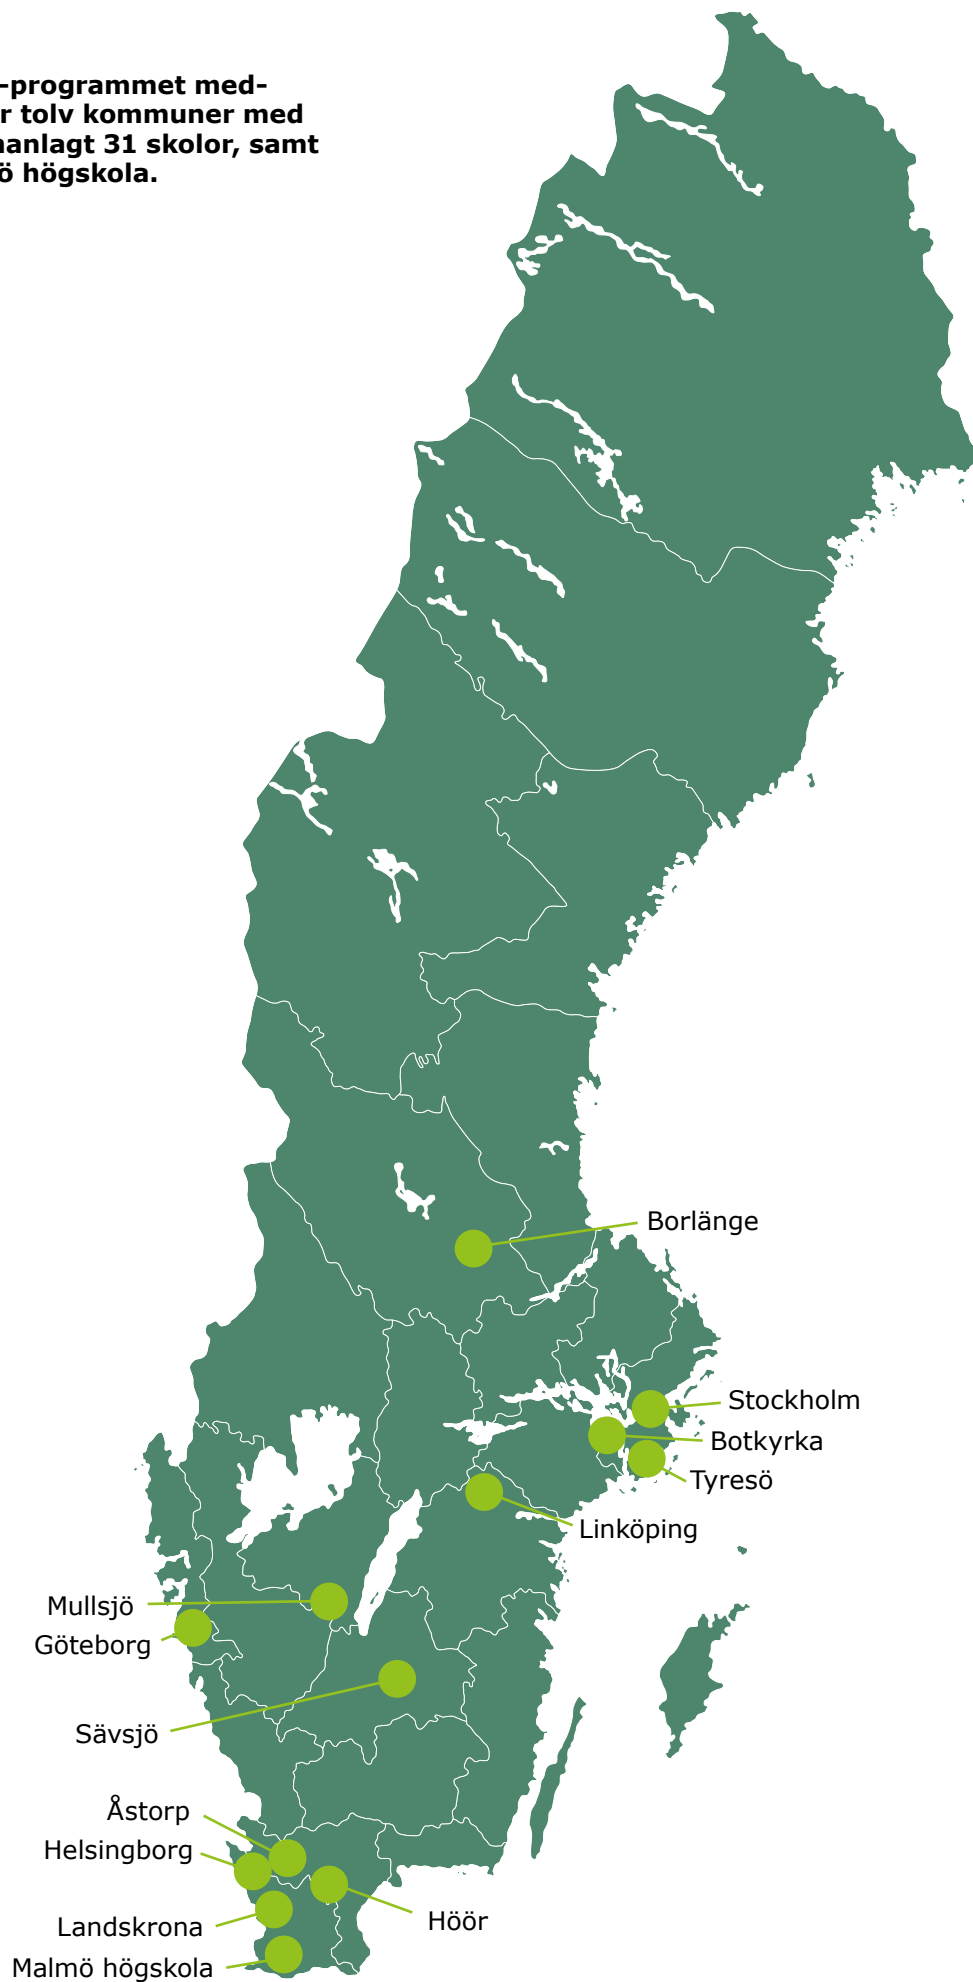 -programmet med-
r tolv kommuner med
nanlagt 31 skolor, samt
ö högskola.
Borlänge
Stockholm
Botkyrka
Tyresö
Linköping
Mullsjö
Göteborg
Sävsjö
Åstorp
Helsingborg
Höör
Landskrona
Malmö högskola